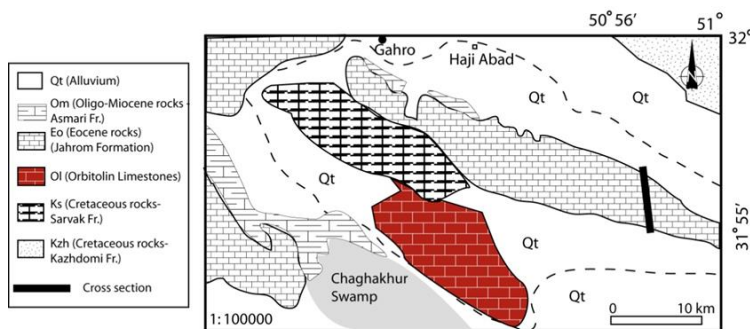 Qt (Alluvium)
Om (Oligo-Miocene rocks -
Asmari Fr.)
Eo (Eocene rocks)
(Jahrom Formation)
Ol (Orbitolin Limestones)
Ks (Cretaceous rocks-
Sarvak Fr.)
Kzh (Cretaceous rocks-
Kazhdomi Fr.)
Cross section
50° 56′ 51°
32°
31° 55′
Gahro
Haji Abad
N
Qt
Qt
Qt
Qt
Qt
Chaghakhur
Swamp
1:100000
0 10 km